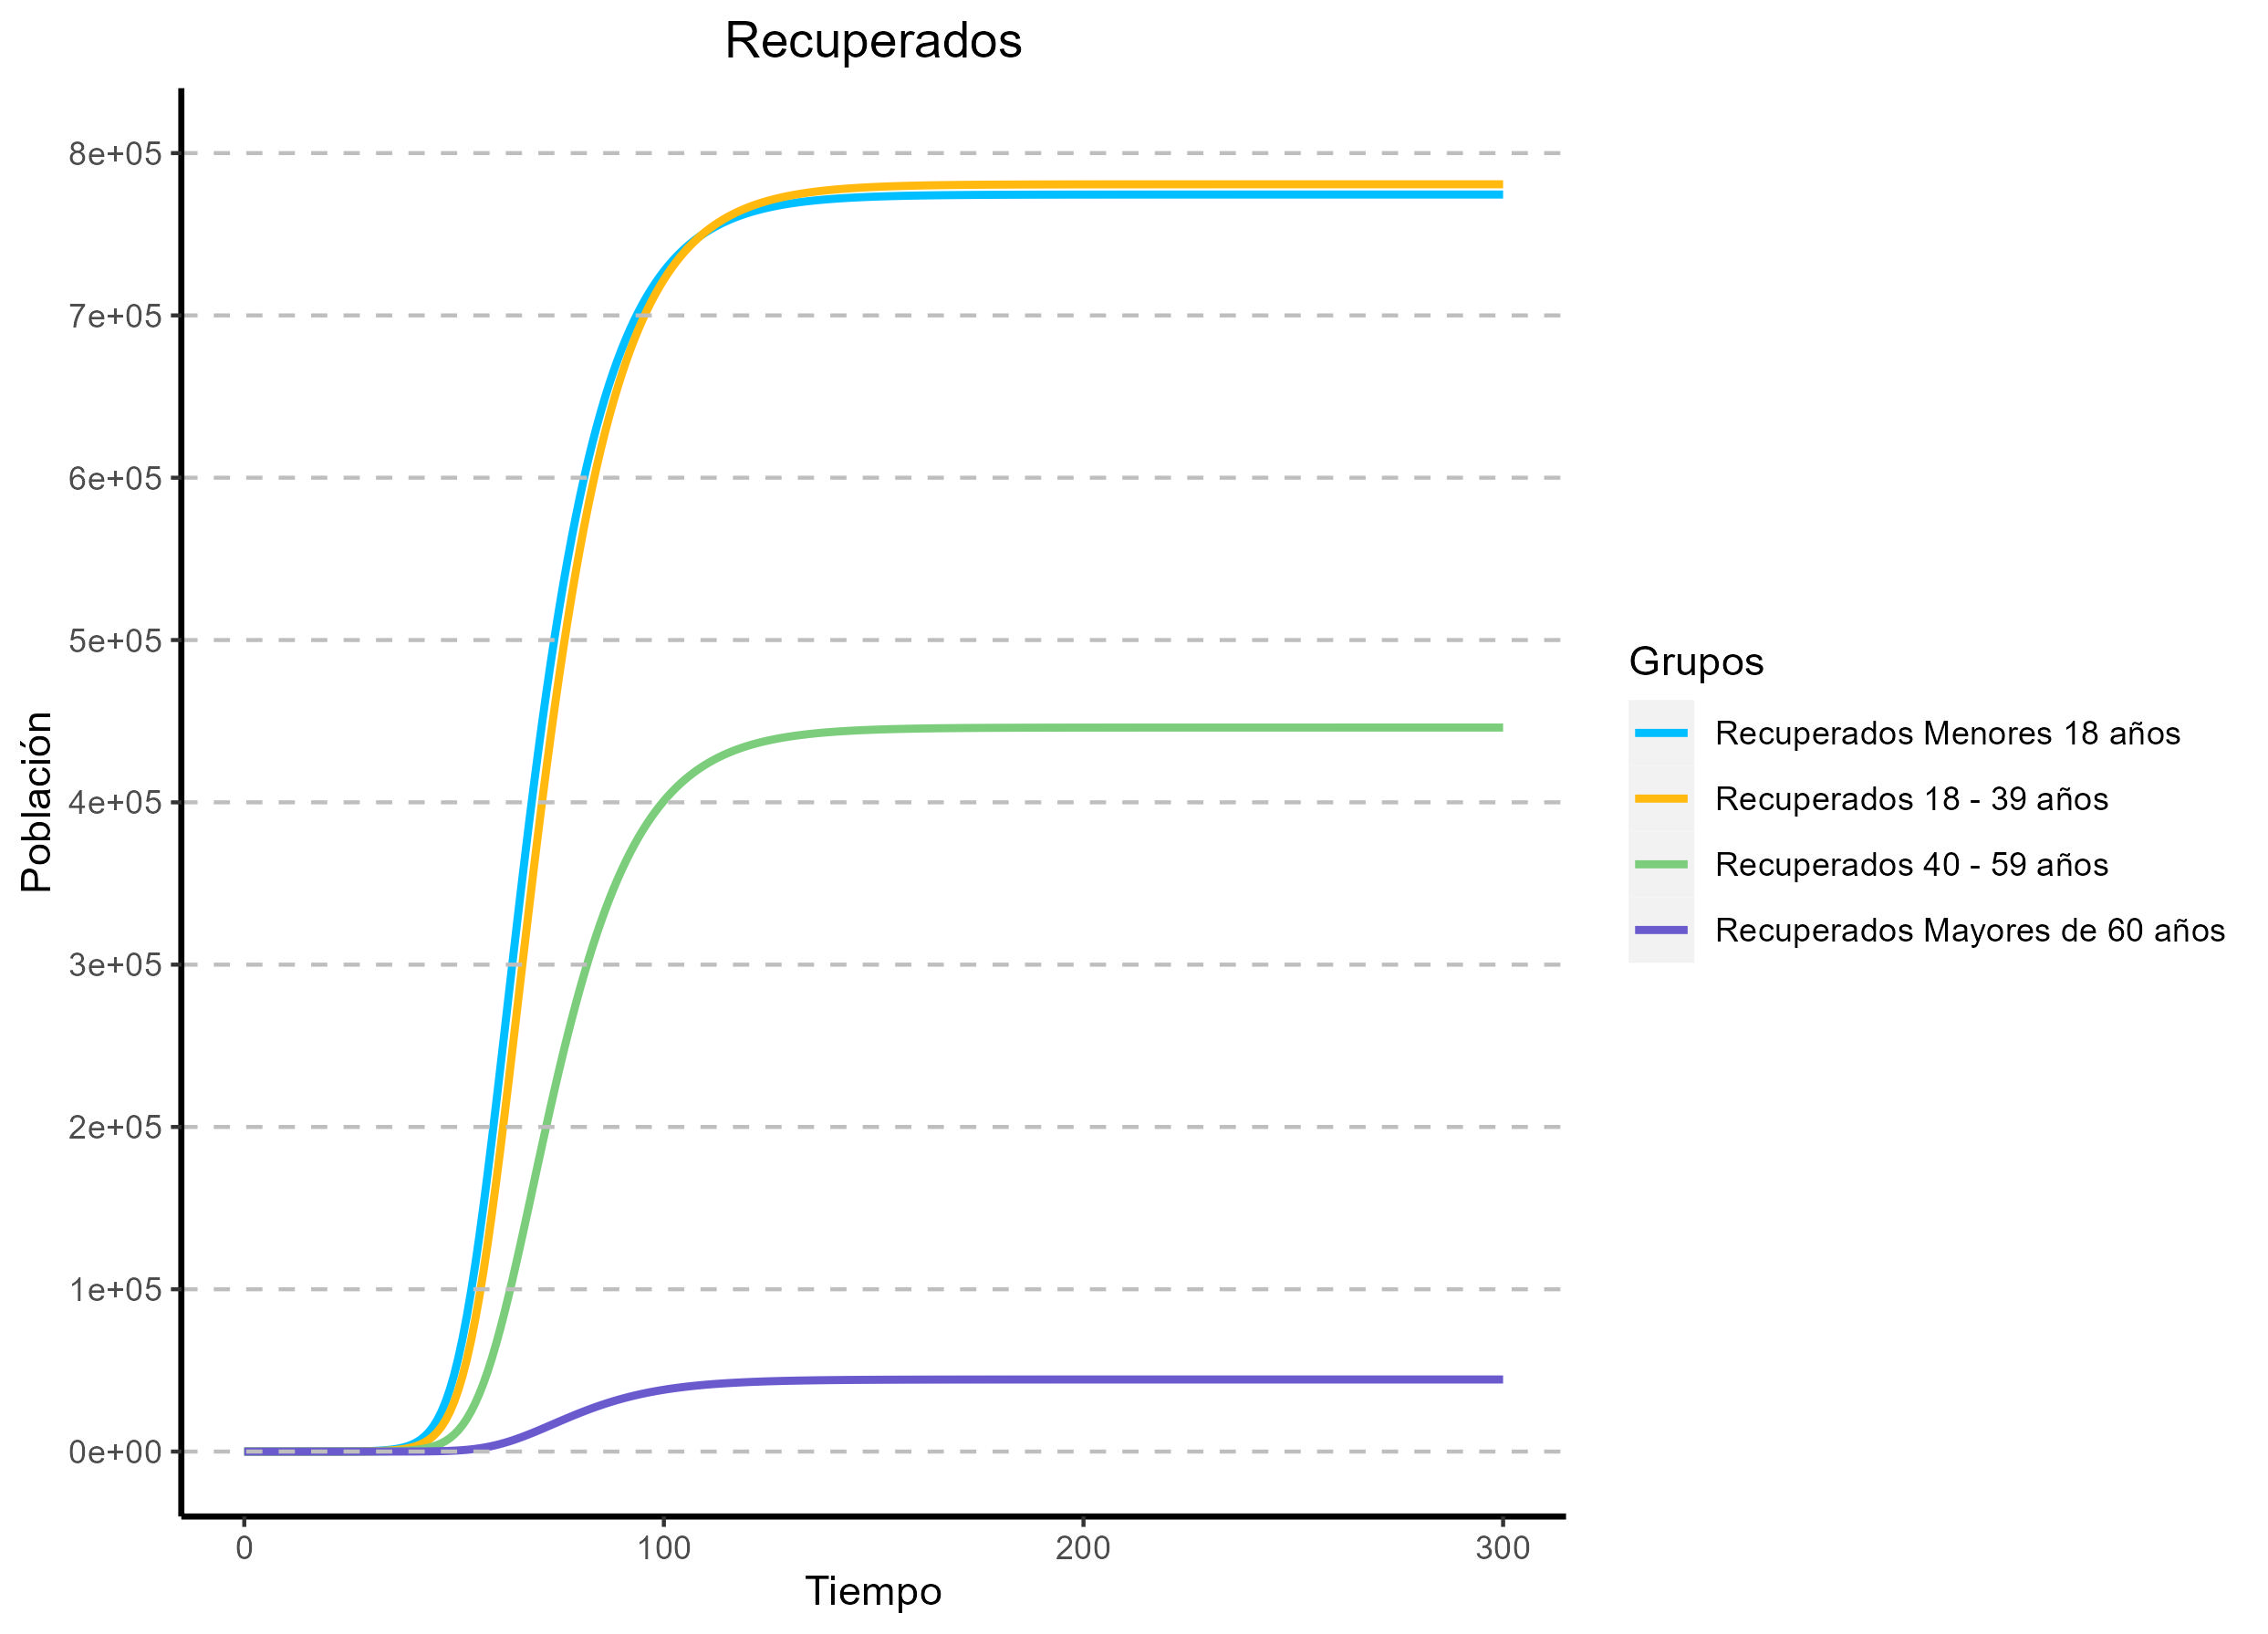 Recuperados
Población
8e+05
7e+05
6e+05
5e+05
4e+05
3e+05
2e+05
1e+05
0e+00
0 100 200 300
Tiempo
Grupos
Recuperados Menores 18 años
Recuperados 18 - 39 años
Recuperados 40 - 59 años
Recuperados Mayores de 60 años